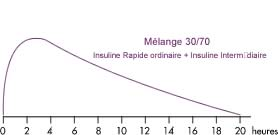 Mélange 30/70
Insuline Rapide ordinaire + Insuline Intermédiaire
0 2 4 6 8 10 12 14 16 18 20 heures